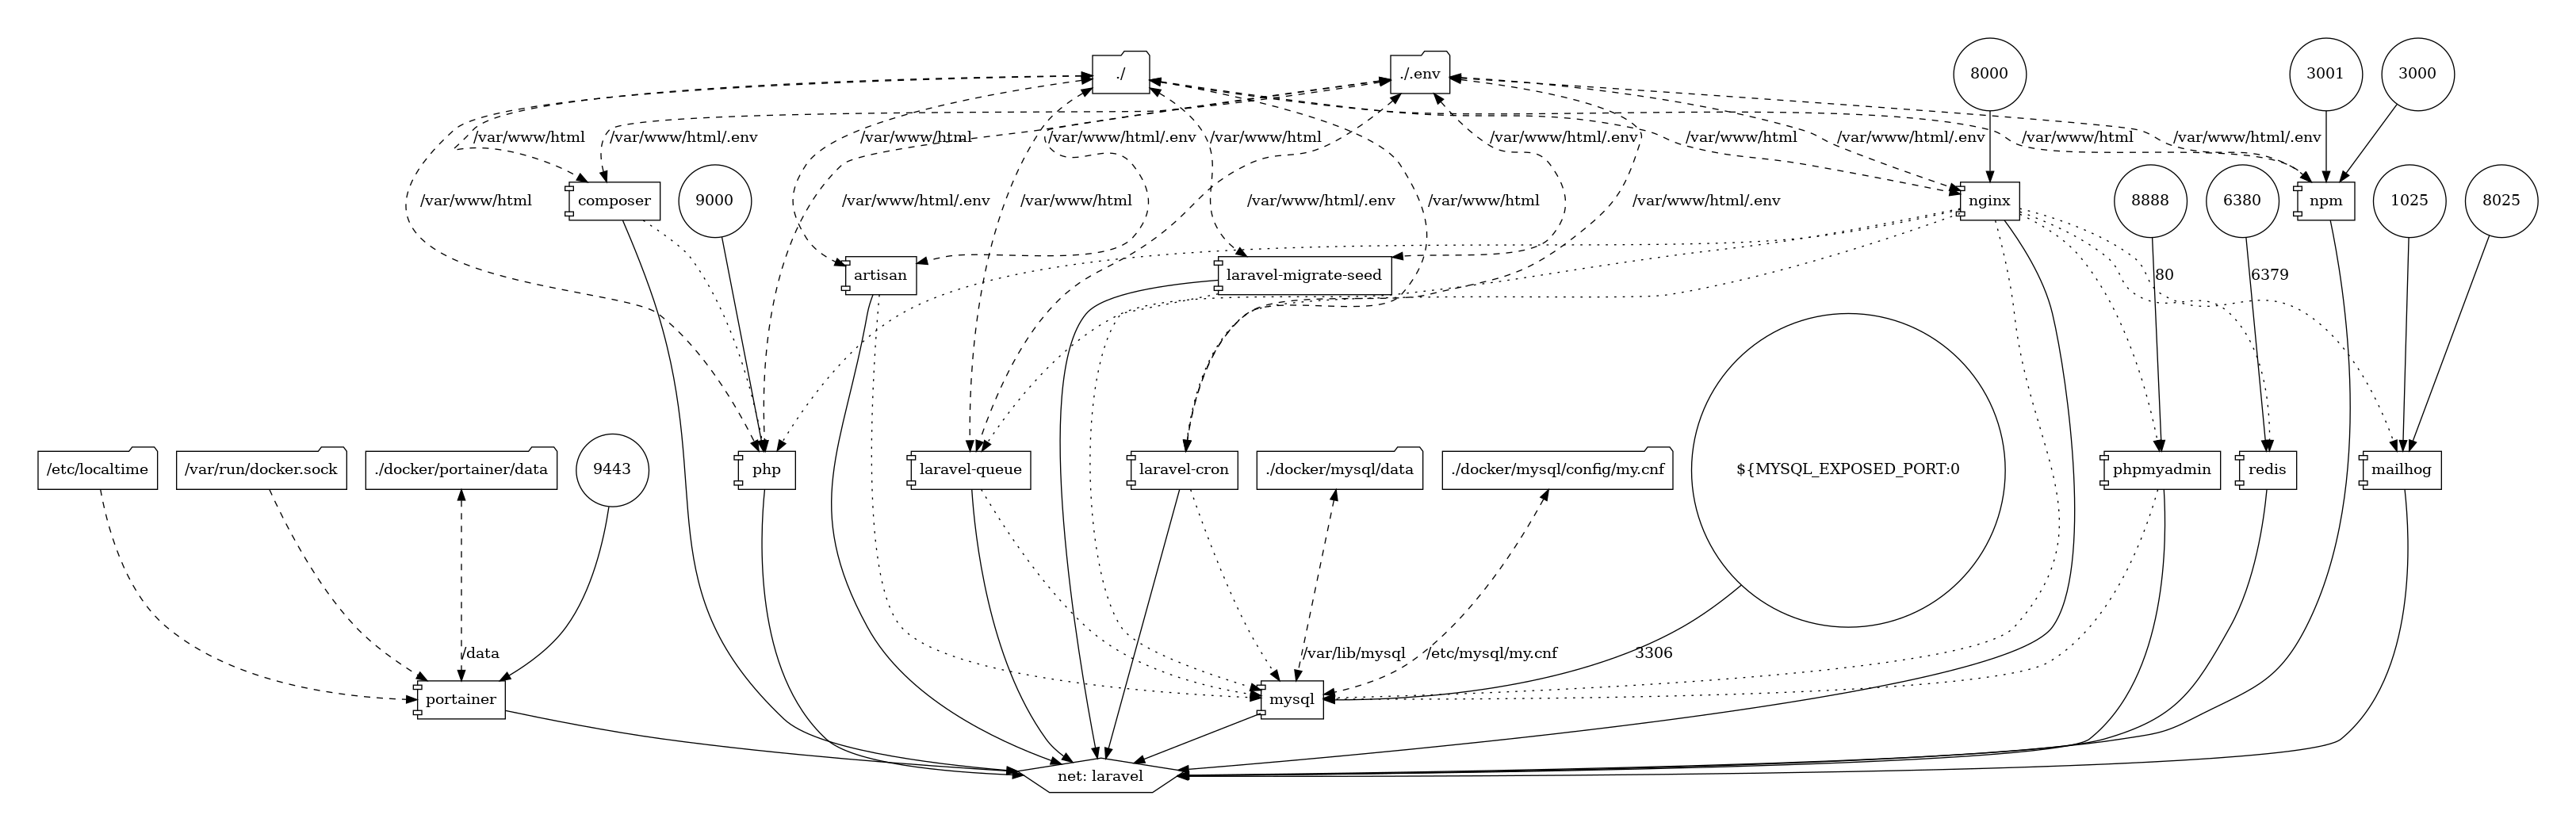 ./
./.env
8000
3001
3000
/var/www/html
/var/www/html/.env
/var/www/html
/var/www/html/.env
/var/www/html
/var/www/html/.env
/var/www/html
/var/www/html/.env
/var/www/html
/var/www/html/.env
/var/www/html
composer
9000
/var/www/html/.env
/var/www/html
/var/www/html/.env
/var/www/html
/var/www/html/.env
nginx
8888
6380
npm
1025
8025
artisan
laravel-migrate-seed
80
6379
/etc/localtime
/var/run/docker.sock
./docker/portainer/data
9443
php
laravel-queue
laravel-cron
./docker/mysql/data
./docker/mysql/config/my.cnf
${MYSQL_EXPOSED_PORT:0
phpmyadmin
redis
mailhog
/data
/var/lib/mysql
/etc/mysql/my.cnf
3306
portainer
mysql
net: laravel